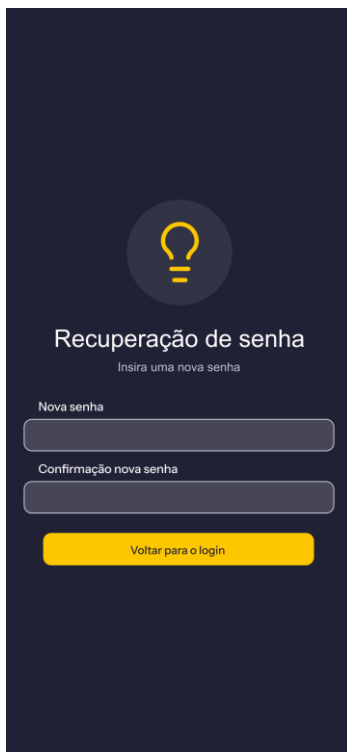 Recuperação de senha
Insira uma nova senha
Nova senha
Confirmação nova senha
Voltar para o login